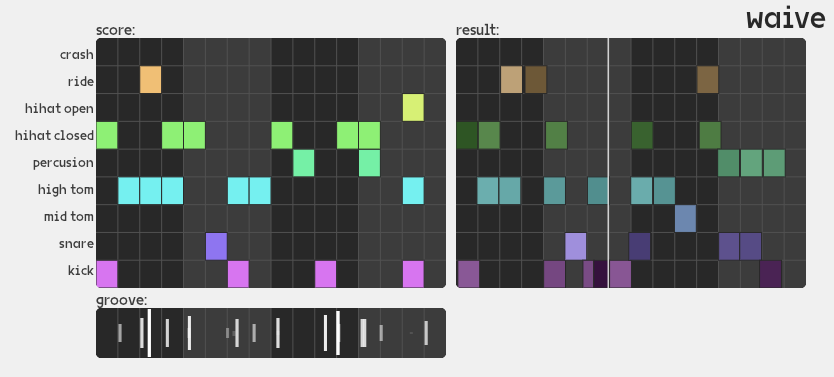 waive
score:
result:
crash
ride
hihat open
hihat closed
percusion
high tom
mid tom
snare
kick
groove: